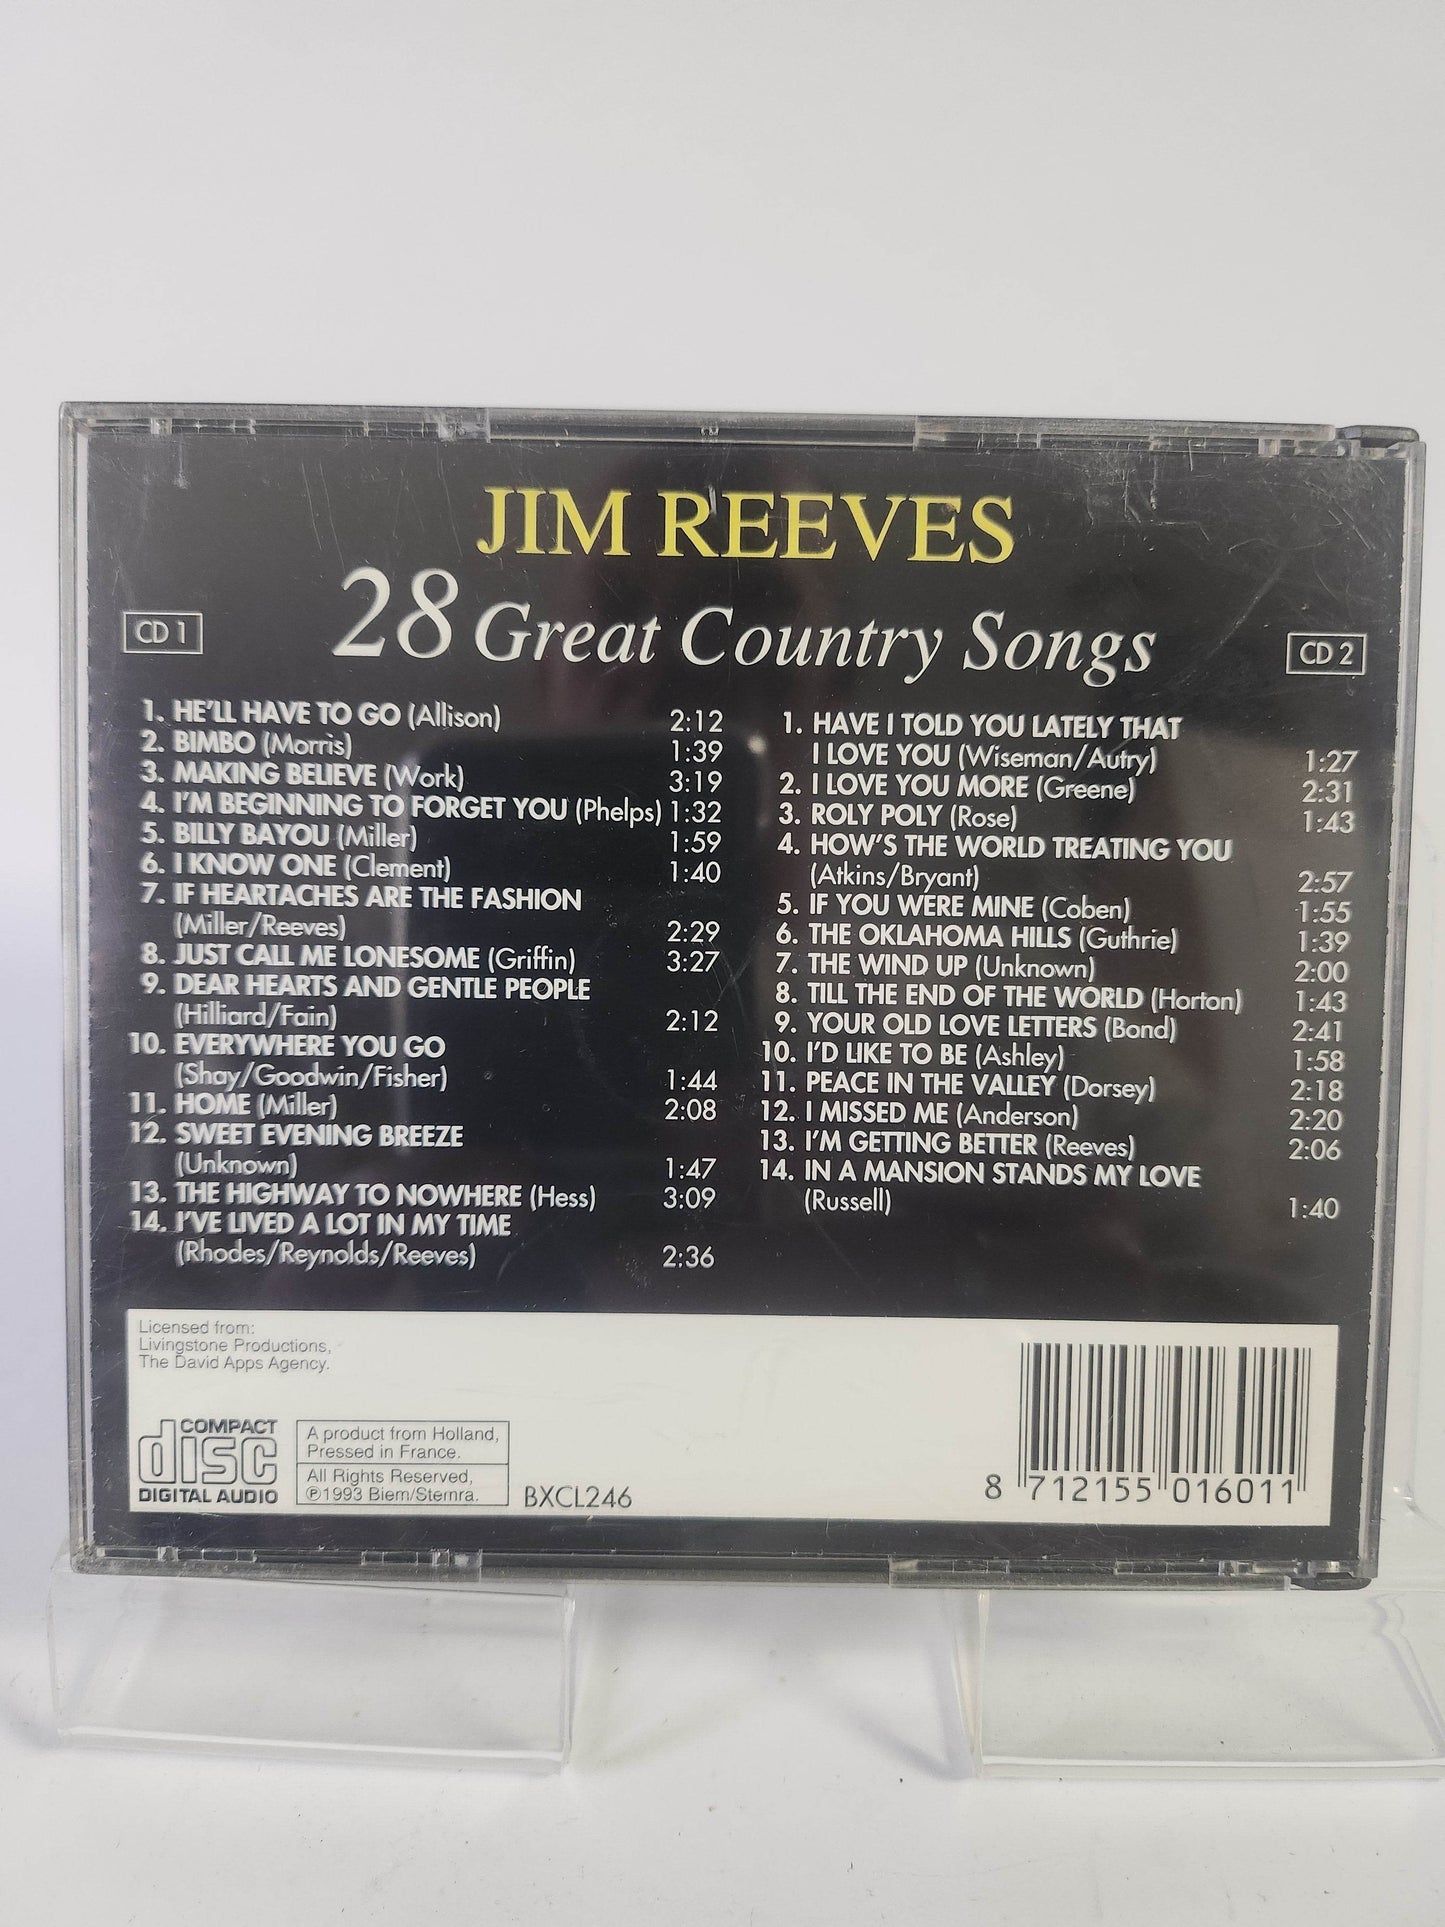 JIM REEVES
28 Great Country Songs
CD 1
1. HE'LL HAVE TO GO (Allison) 2:12
2. BIMBO (Morris) 1:39
3. MAKING BELIEVE (Work) 3:19
4. I'M BEGINNING TO FORGET YOU (Phelps) 1:32
5. BILLY BAYOU (Miller) 1:59
6. I KNOW ONE (Clement) 1:40
7. IF HEARTACHES ARE THE FASHION
(Miller/Reeves) 2:29
8. JUST CALL ME LONESOME (Griffin) 3:27
9. DEAR HEARTS AND GENTLE PEOPLE
(Hilliard/Fain) 2:12
10. EVERYWHERE YOU GO
(Shay/Goodwin/Fisher) 1:44
11. HOME (Miller) 2:08
12. SWEET EVENING BREEZE
(Unknown) 1:47
13. THE HIGHWAY TO NOWHERE (Hess) 3:09
14. I'VE LIVED A LOT IN MY TIME
(Rhodes/Reynolds/Reeves) 2:36
CD 2
1. HAVE I TOLD YOU LATELY THAT
I LOVE YOU (Wiseman/Autry) 1:27
2. I LOVE YOU MORE (Greene) 2:31
3. ROLY POLY (Rose) 1:43
4. HOW'S THE WORLD TREATING YOU
(Atkins/Bryant) 2:57
5. IF YOU WERE MINE (Coben) 1:55
6. THE OKLAHOMA HILLS (Guthrie) 1:39
7. THE WIND UP (Unknown) 2:00
8. TILL THE END OF THE WORLD (Horton) 1:43
9. YOUR OLD LOVE LETTERS (Bond) 2:41
10. I'D LIKE TO BE (Ashley) 1:58
11. PEACE IN THE VALLEY (Dorsey) 2:18
12. I MISSED ME (Anderson) 2:20
13. I'M GETTING BETTER (Reeves) 2:06
14. IN A MANSION STANDS MY LOVE
(Russell) 1:40
Licensed from:
Livingstone Productions,
The David Apps Agency.
COMPACT
disc
DIGITAL AUDIO
A product from Holland,
Pressed in France.
All Rights Reserved,
℗1993 Biem/Stemra.
BXCL246
8 712155 016011